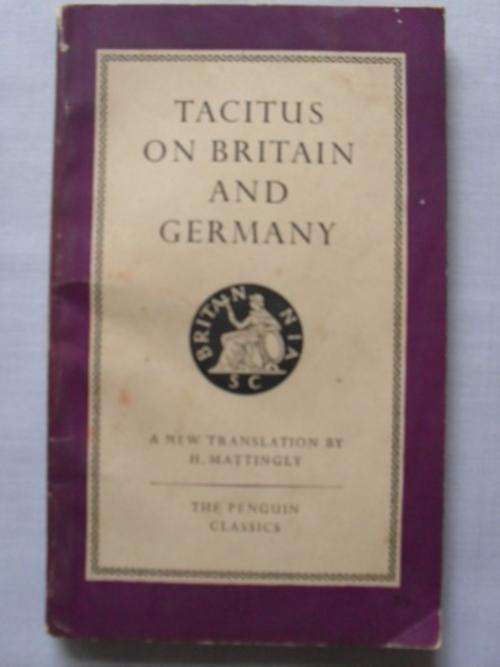 TACITUS
ON BRITAIN
AND
GERMANY
BRITANNIA
SC
A NEW TRANSLATION BY
H. MATTINGLY
THE PENGUIN
CLASSICS